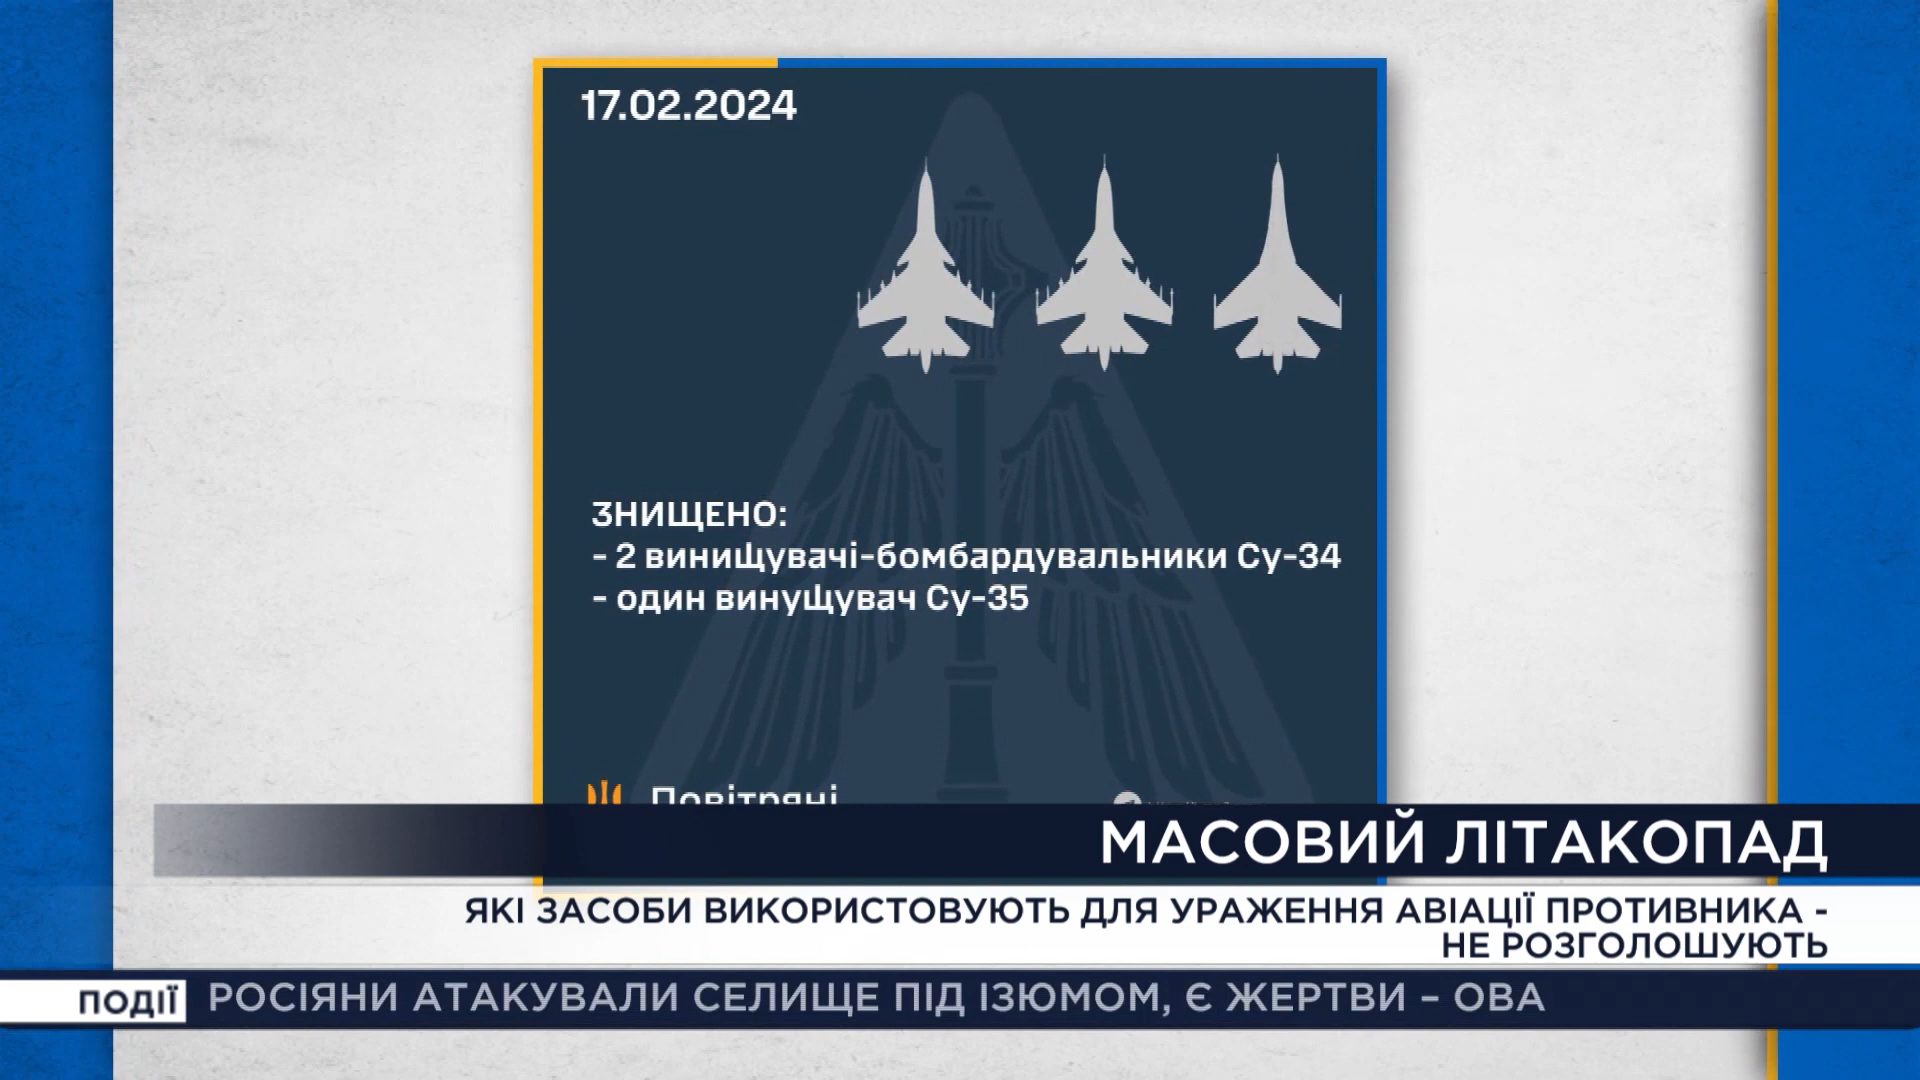 17.02.2024
ЗНИЩЕНО:
- 2 винищувачі-бомбардувальники Су-34
- один винущувач Су-35
Повітряні
МАСОВИЙ ЛІТАКОПАД
ЯКІ ЗАСОБИ ВИКОРИСТОВУЮТЬ ДЛЯ УРАЖЕННЯ АВІАЦІЇ ПРОТИВНИКА -
НЕ РОЗГОЛОШУЮТЬ
ПОДІЇ РОСІЯНИ АТАКУВАЛИ СЕЛИЩЕ ПІД ІЗЮМОМ, Є ЖЕРТВИ – ОВА